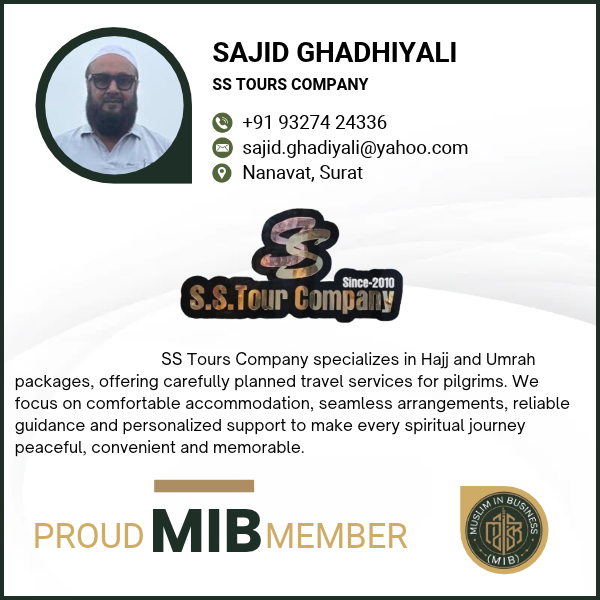 SAJID GHADHIYALI
SS TOURS COMPANY
+91 93274 24336
sajid.ghadiyali@yahoo.com
Nanavat, Surat
SS
Since-2010
S.S.Tour Company
SS Tours Company specializes in Hajj and Umrah
packages, offering carefully planned travel services for pilgrims. We
focus on comfortable accommodation, seamless arrangements, reliable
guidance and personalized support to make every spiritual journey
peaceful, convenient and memorable.
PROUD MIB MEMBER
MUSLIM IN BUSINESS
(MIB)